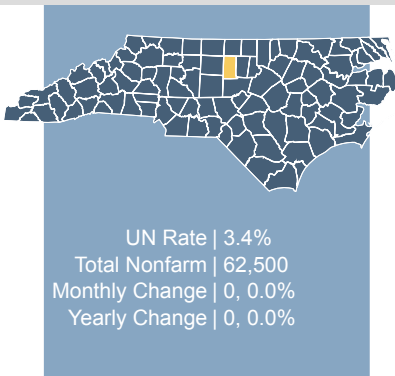 UN Rate | 3.4%
Total Nonfarm | 62,500
Monthly Change | 0, 0.0%
Yearly Change | 0, 0.0%